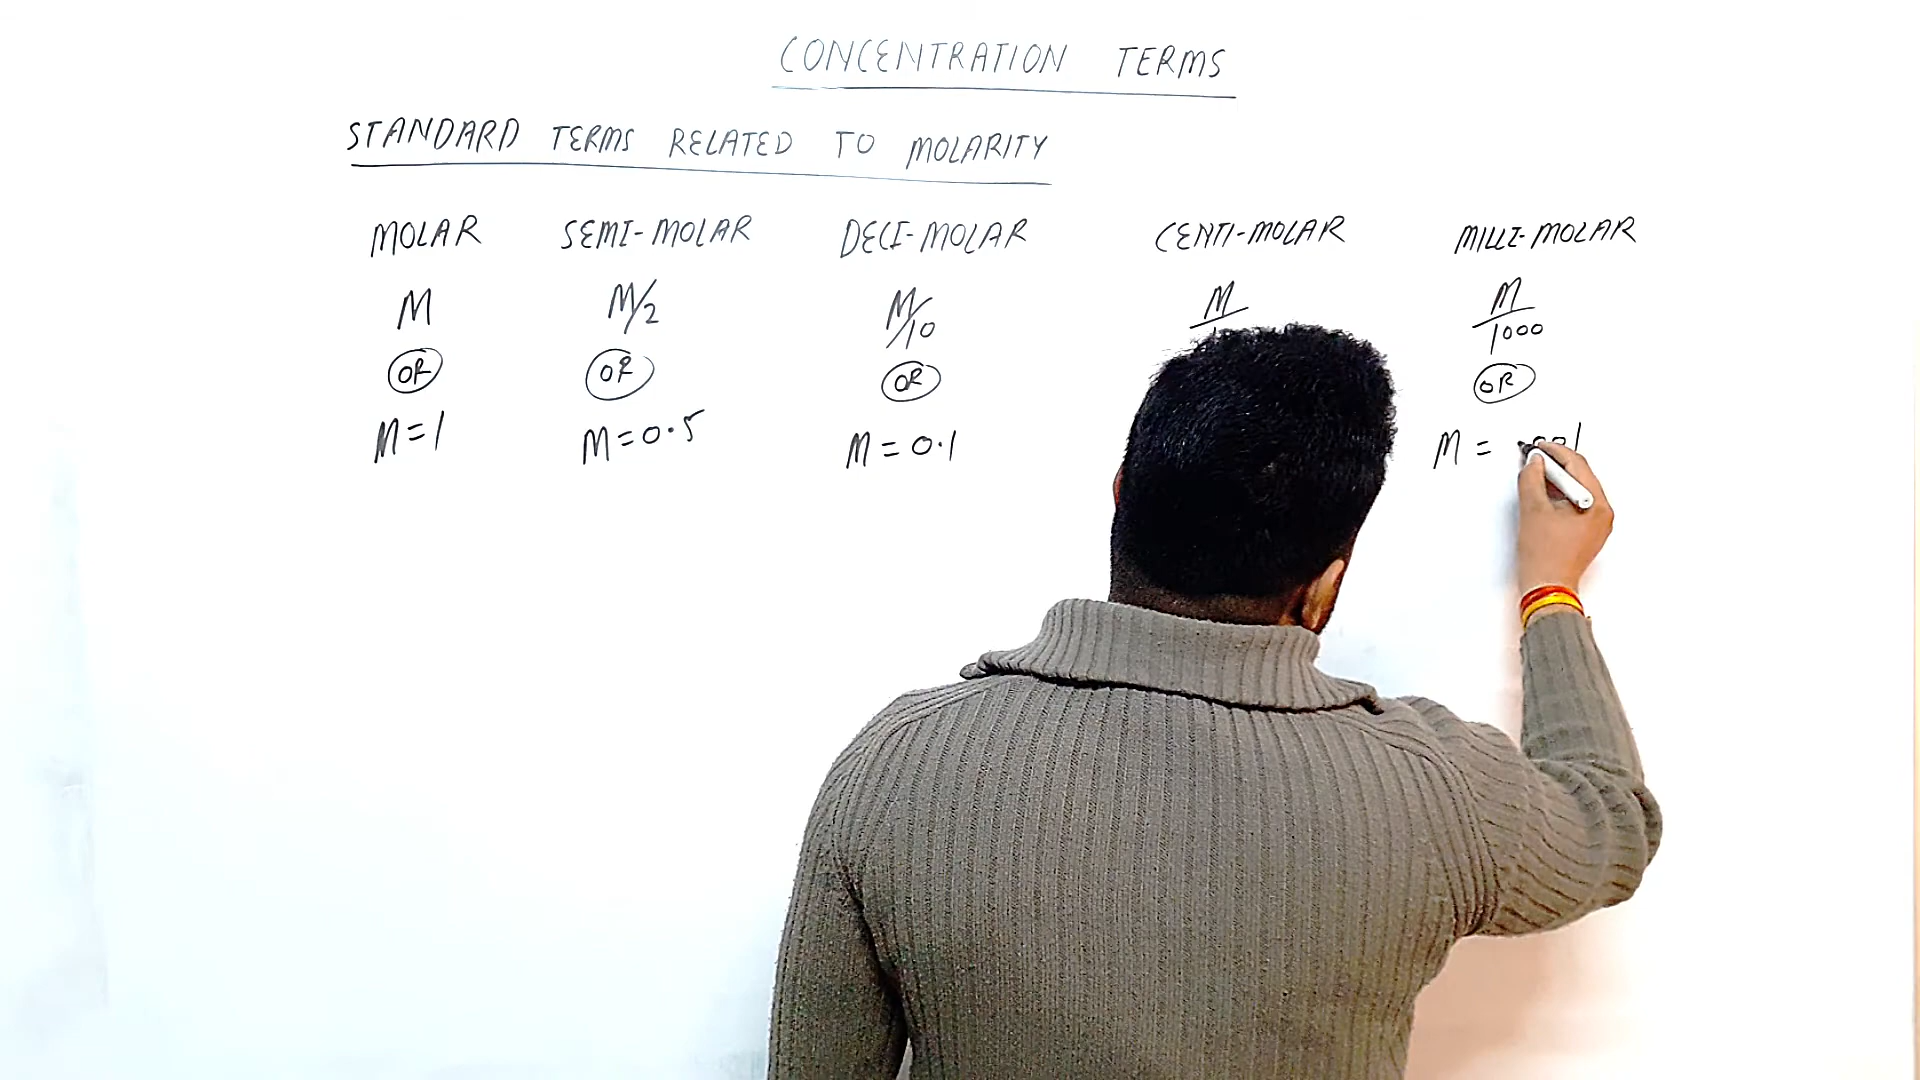 CONCENTRATION TERMS
STANDARD TERMS RELATED TO MOLARITY
MOLAR SEMI-MOLAR DECI-MOLAR CENTI-MOLAR MILLI-MOLAR
M M/2 M/10 M M/1000
OR OR OR OR
M=1 M=0.5 M=0.1 M=.001